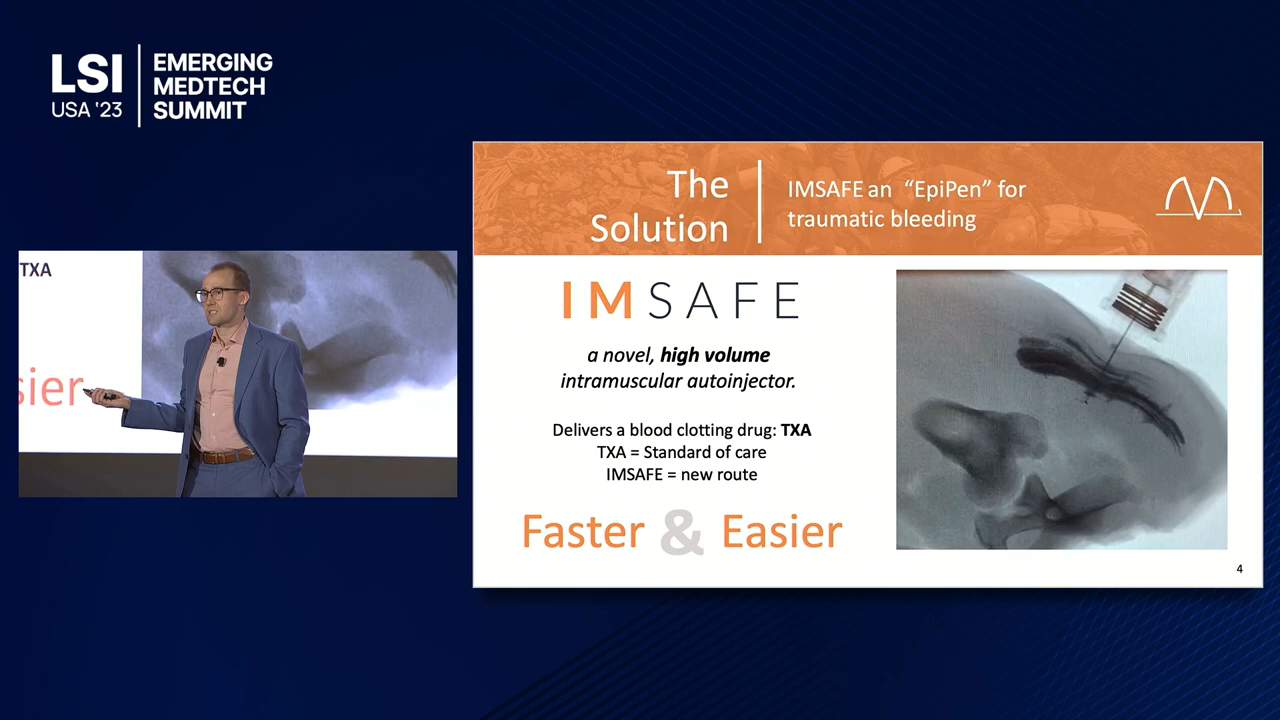 LSI
USA '23
EMERGING
MEDTECH
SUMMIT
TXA
sier
The
Solution
IMSAFE an “EpiPen” for
traumatic bleeding
IMSAFE
a novel, high volume
intramuscular autoinjector.
Delivers a blood clotting drug: TXA
TXA = Standard of care
IMSAFE = new route
Faster & Easier
4